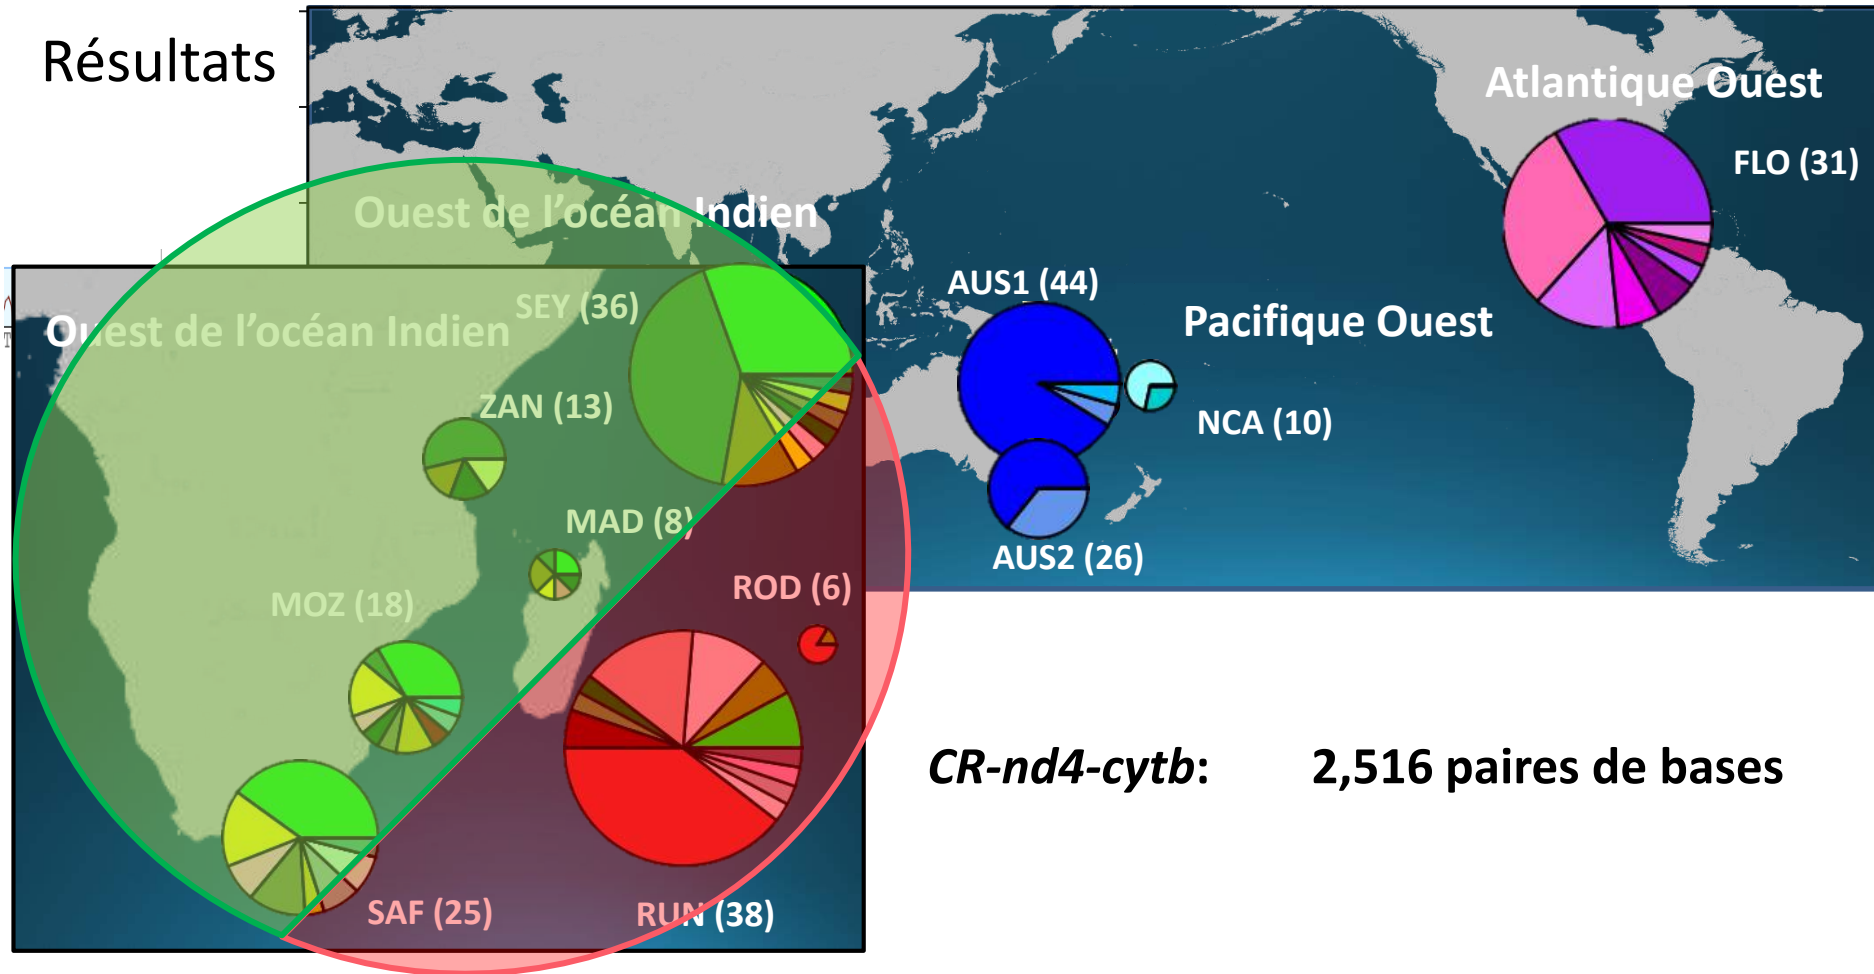 Résultats
Atlantique Ouest
FLO (31)
Ouest de l'océan Indien
AUS1 (44)
Pacifique Ouest
NCA (10)
AUS2 (26)
Ouest de l'océan Indien
SEY (36)
ZAN (13)
MAD (8)
ROD (6)
MOZ (18)
SAF (25)
RUN (38)
CR-nd4-cytb: 2,516 paires de bases